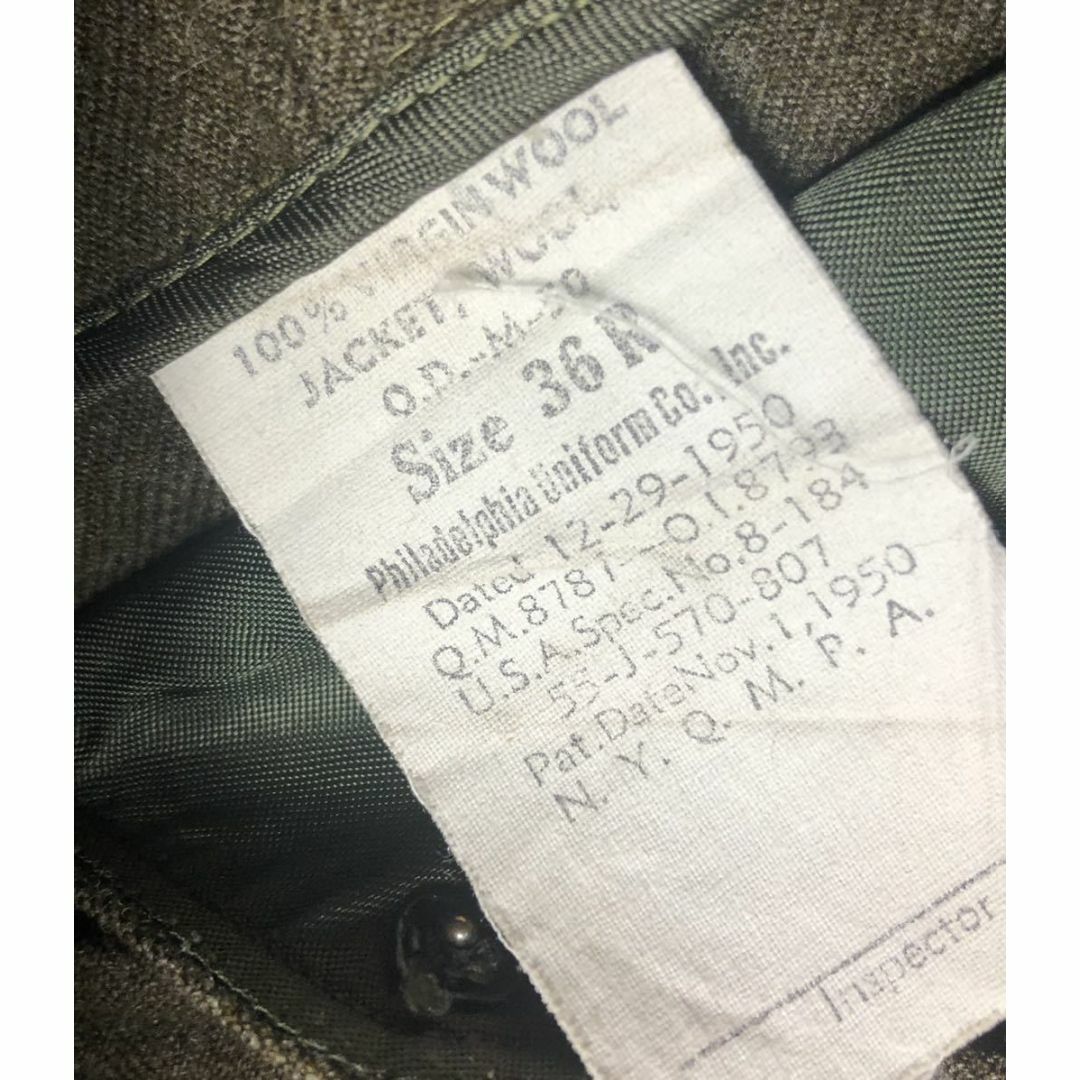 100% VIRGIN WOOL
JACKET, WOOL,
O.D.-M-50
Size 36 R
Philadelphia Uniform Co., Inc.
Dated 12-29-1950
Q.M.8787-O.I.8793
U.S.A.Spec.No.8-184
55-J-570-807
Pat.DateNov.1,1950
N. Y. Q. M. P. A.
Inspector